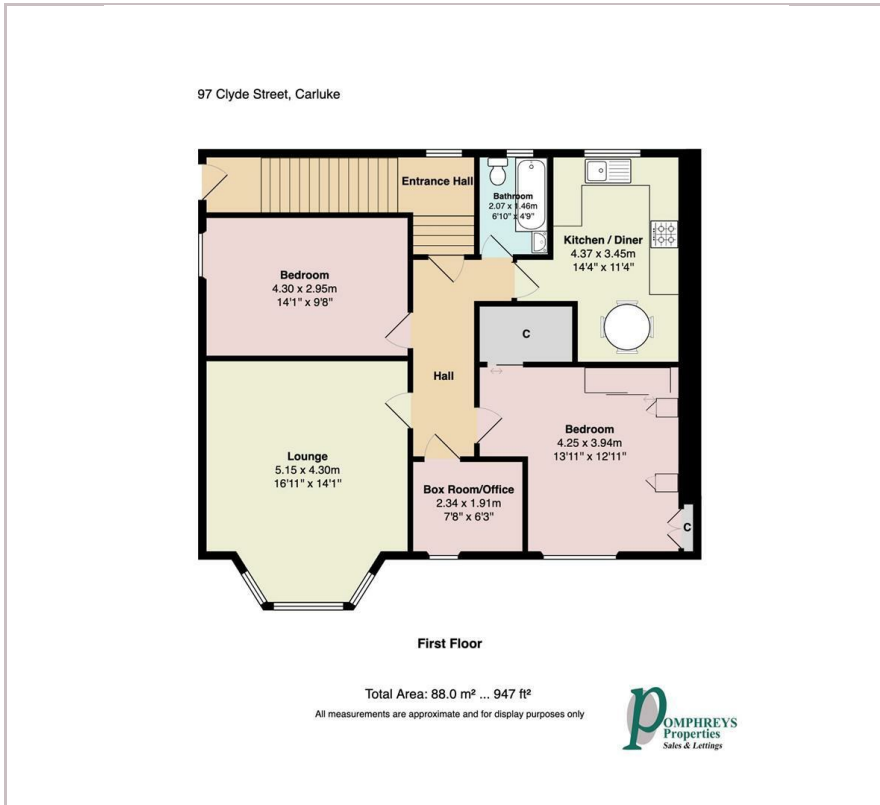 97 Clyde Street, Carluke
Entrance Hall
Bathroom
2.07 x 1.46m
6'10" x 4'9"
Kitchen / Diner
4.37 x 3.45m
14'4" x 11'4"
Bedroom
4.30 x 2.95m
14'1" x 9'8"
C
Hall
Lounge
5.15 x 4.30m
16'11" x 14'1"
Bedroom
4.25 x 3.94m
13'11" x 12'11"
Box Room/Office
2.34 x 1.91m
7'8" x 6'3"
C
First Floor
Total Area: 88.0 m² ... 947 ft²
All measurements are approximate and for display purposes only
POMPHREYS
Properties
Sales & Lettings